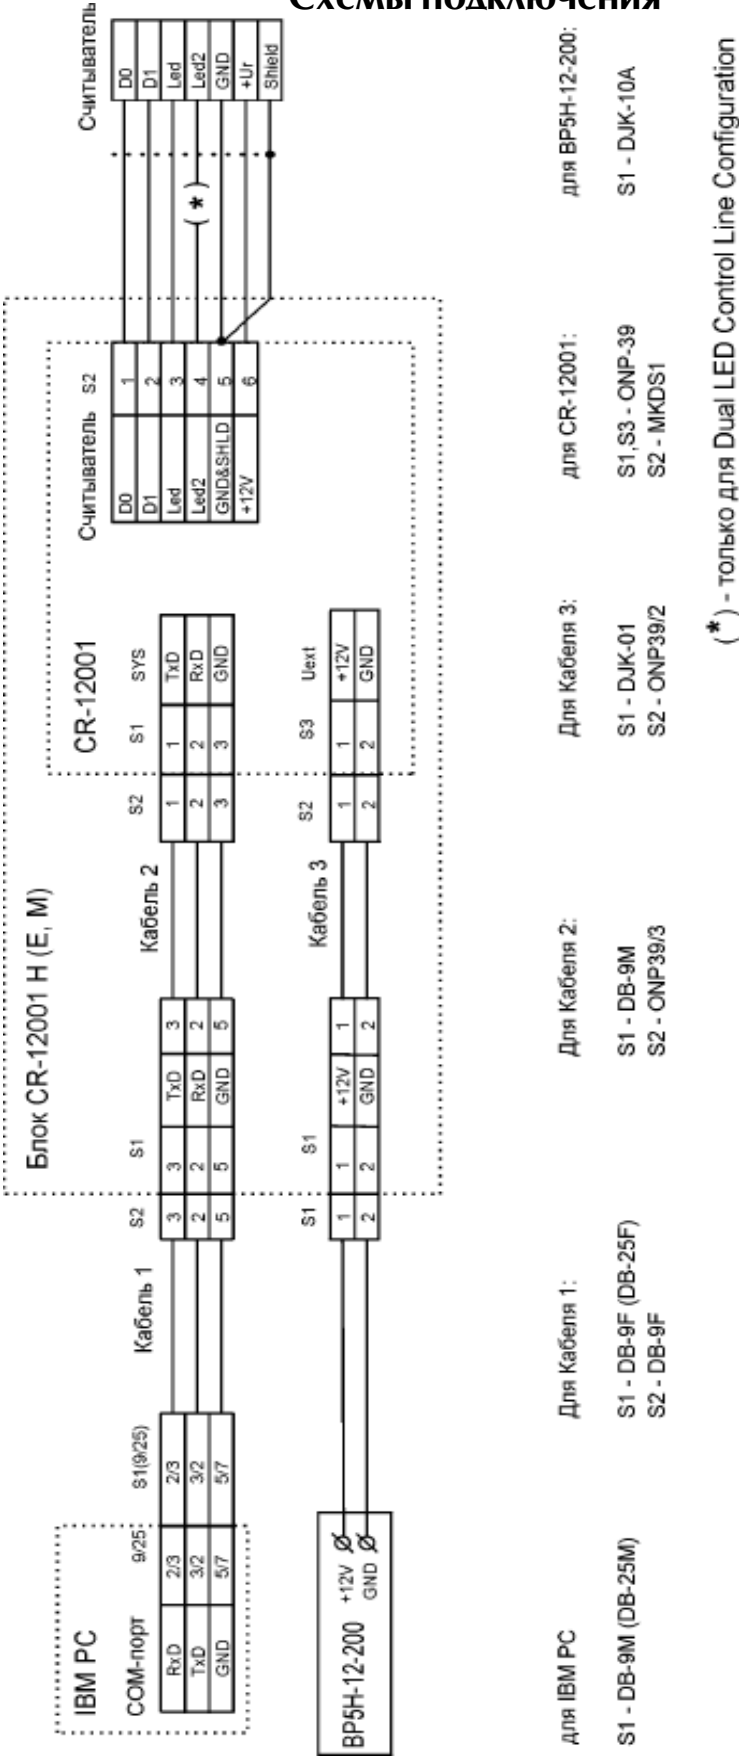 Схемы подключения
IBM PC
COM-порт 9/25 S1(9/25)
RxD 2/3 2/3
TxD 3/2 3/2
GND 5/7 5/7
Кабель 1
Блок CR-12001 H (E, M)
S2 S1
3 3 TxD 3
2 2 RxD 2
5 5 GND 5
Кабель 2
CR-12001
S2 S1 SYS
1 1 TxD
2 2 RxD
3 3 GND
BP5H-12-200
+12V
GND
S1 S1
1 1 +12V 1
2 2 GND 2
Кабель 3
S2 S3 Uext
1 1 +12V
2 2 GND
Считыватель S2
D0 1
D1 2
Led 3
Led2 4
GND&SHLD 5
+12V 6
( * )
Считыватель
D0
D1
Led
Led2
GND
+Ur
Shield
для IBM PC
S1 - DB-9M (DB-25M)
Для Кабеля 1:
S1 - DB-9F (DB-25F)
S2 - DB-9F
Для Кабеля 2:
S1 - DB-9M
S2 - ONP39/3
Для Кабеля 3:
S1 - DJK-01
S2 - ONP39/2
для CR-12001:
S1,S3 - ONP-39
S2 - MKDS1
для BP5H-12-200:
S1 - DJK-10A
( * ) - только для Dual LED Control Line Configuration